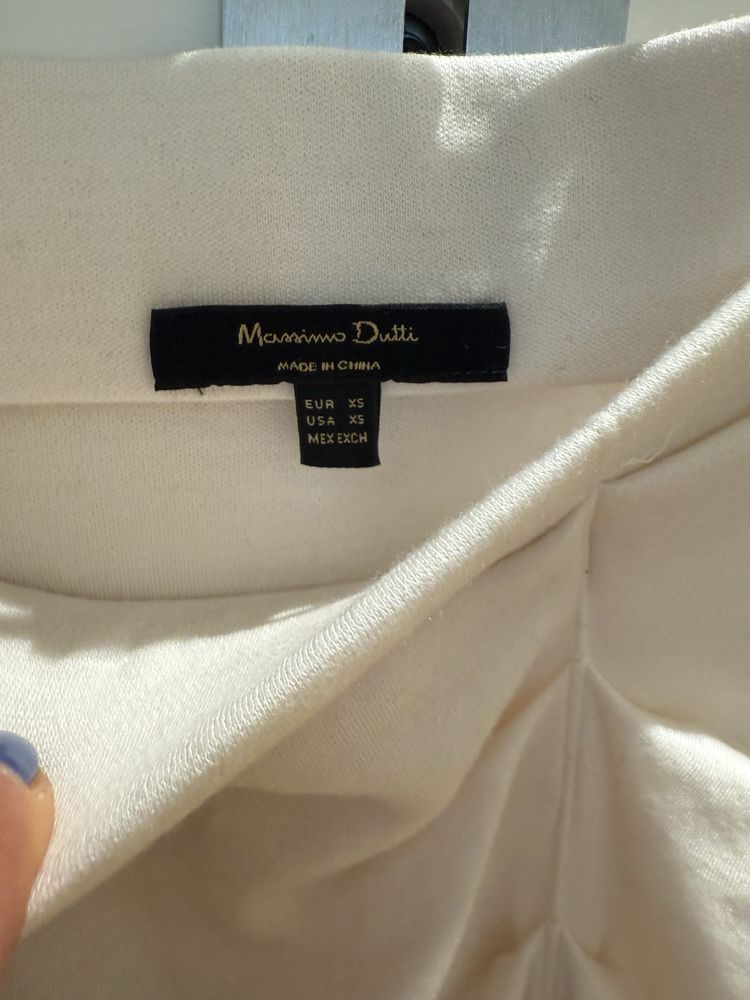 Massimo Dutti
MADE IN CHINA
EUR XS
USA XS
MEX EXCH